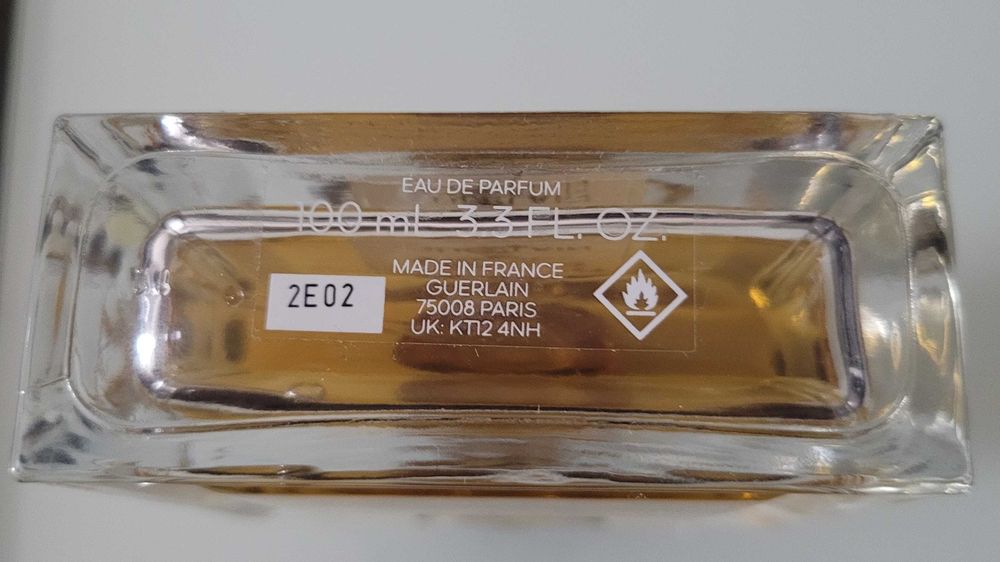 EAU DE PARFUM
100 ml 3.3 FL. OZ.
MADE IN FRANCE
GUERLAIN
75008 PARIS
UK: KT12 4NH
2E02